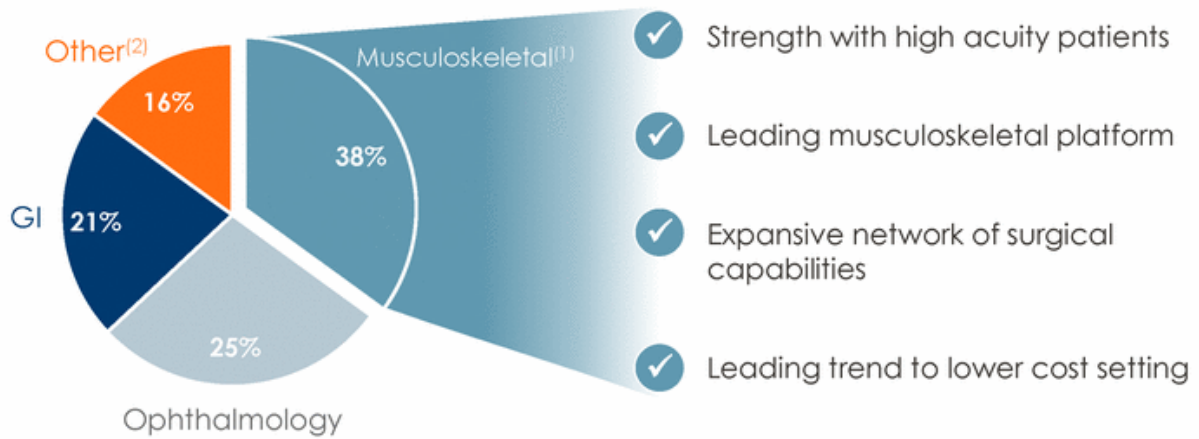 Other(2)
16%
Musculoskeletal(1)
38%
GI
21%
25%
Ophthalmology
Strength with high acuity patients
Leading musculoskeletal platform
Expansive network of surgical
capabilities
Leading trend to lower cost setting